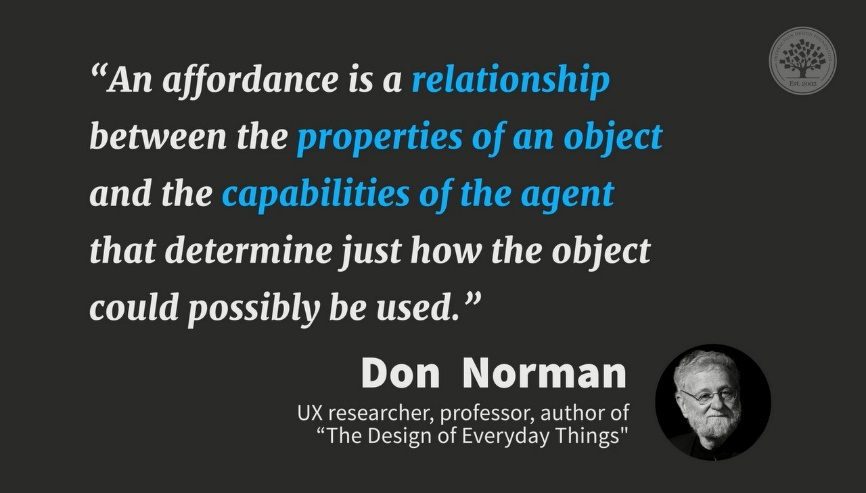 “An affordance is a relationship
between the properties of an object
and the capabilities of the agent
that determine just how the object
could possibly be used.”
Don Norman
UX researcher, professor, author of
“The Design of Everyday Things"